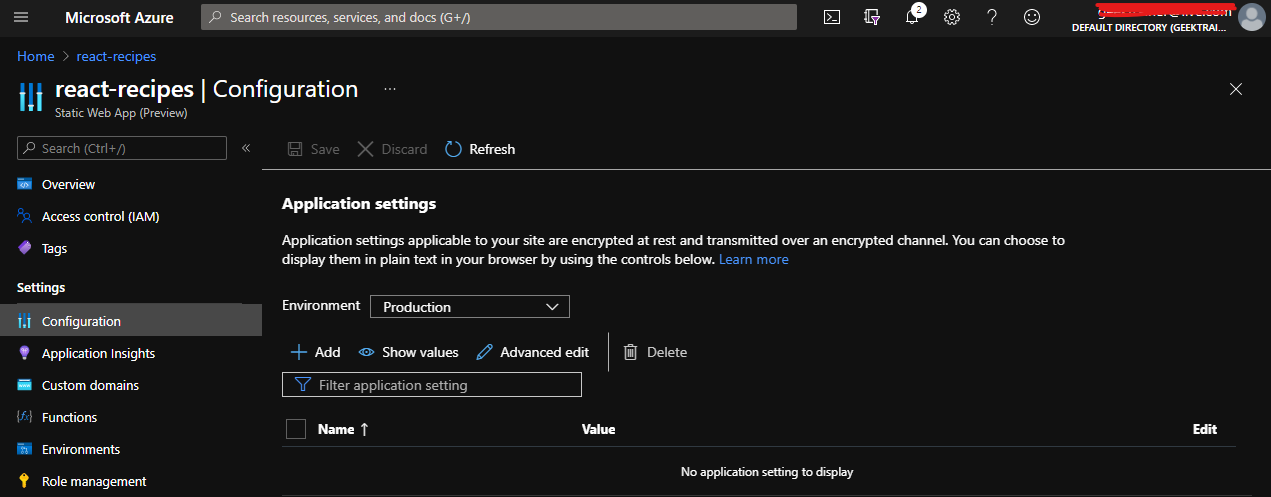 Microsoft Azure
Search resources, services, and docs (G+/)
2
DEFAULT DIRECTORY (GEEKTRAI...
Home > react-recipes
react-recipes | Configuration ...
Static Web App (Preview)
Search (Ctrl+/) «
Save Discard Refresh
Overview
Access control (IAM)
Tags
Settings
Configuration
Application Insights
Custom domains
Functions
Environments
Role management
Application settings
Application settings applicable to your site are encrypted at rest and transmitted over an encrypted channel. You can choose to
display them in plain text in your browser by using the controls below. Learn more
Environment Production
Add Show values Advanced edit Delete
Filter application setting
Name ↑ Value Edit
No application setting to display